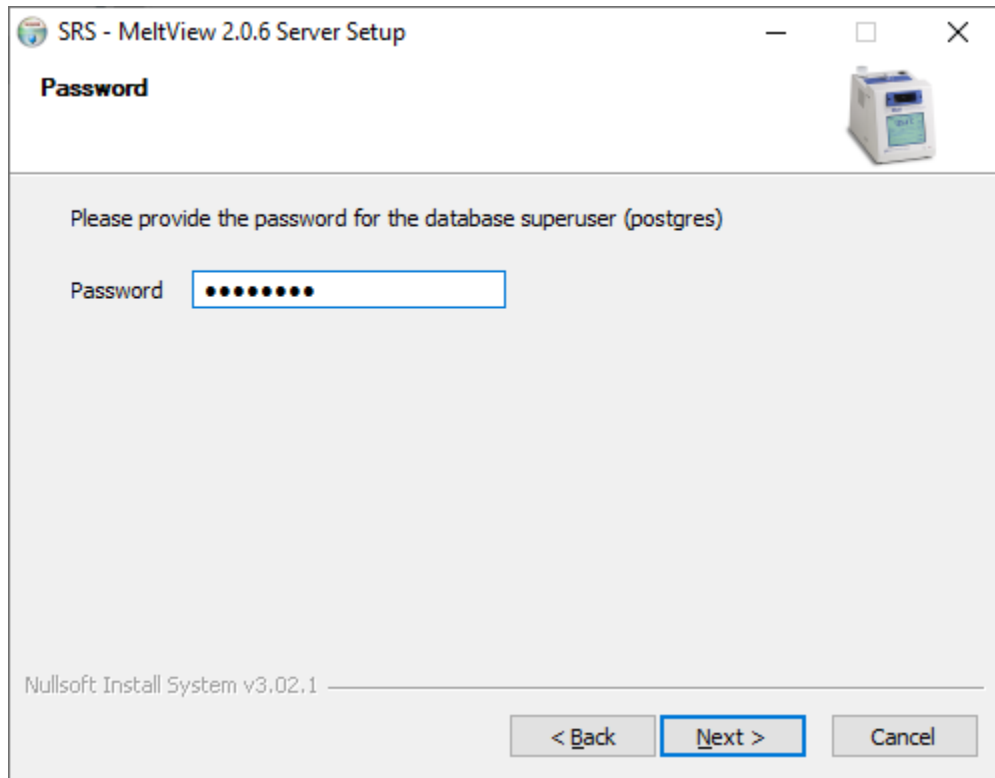 SRS - MeltView 2.0.6 Server Setup
Password
Please provide the password for the database superuser (postgres)
Password ●●●●●●●●
Nullsoft Install System v3.02.1
< Back Next > Cancel